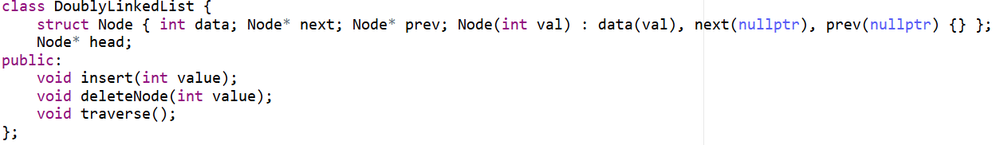 class DoublyLinkedList {
    struct Node { int data; Node* next; Node* prev; Node(int val) : data(val), next(nullptr), prev(nullptr) {} };
    Node* head;
public:
    void insert(int value);
    void deleteNode(int value);
    void traverse();
};